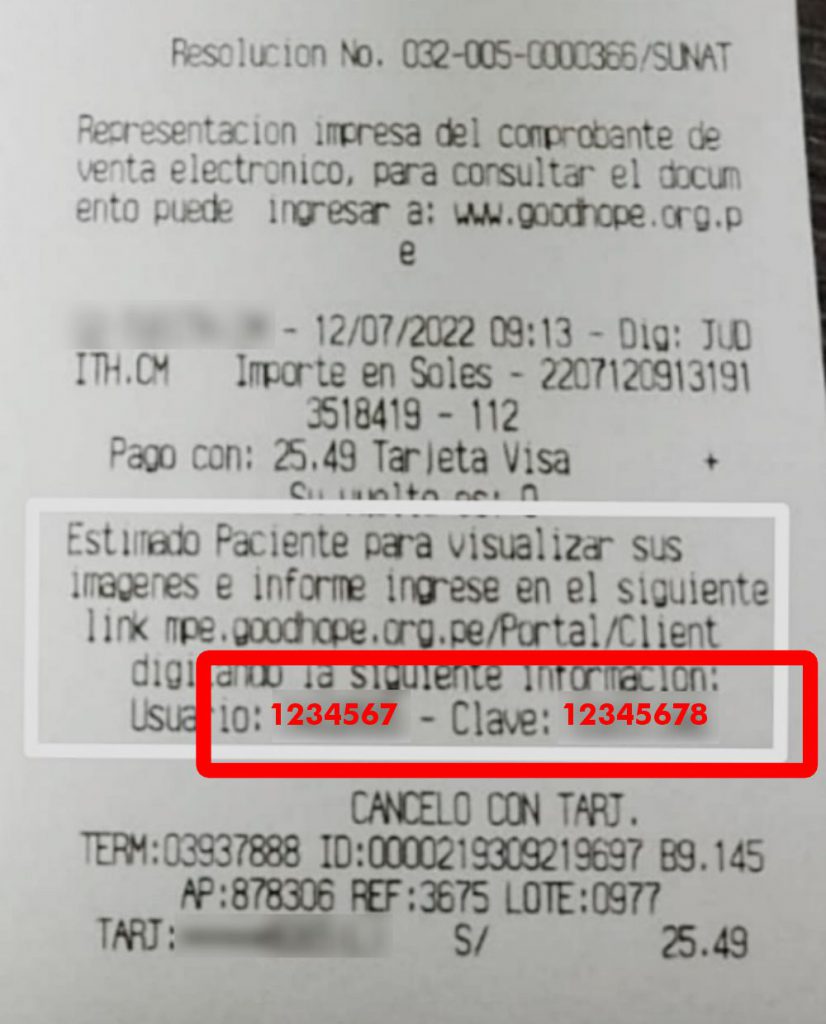 Resolucion No. 032-005-0000366/SUNAT
Representacion impresa del comprobante de
venta electronico, para consultar el docum
ento puede ingresar a: www.goodhope.org.p
e
- 12/07/2022 09:13 - Dig: JUD
ITH.CM Importe en Soles - 2207120913191
3518419 - 112
Pago con: 25.49 Tarjeta Visa +
Su vuelto es: 0
Estimado Paciente para visualizar sus
imagenes e informe ingrese en el siguiente
link mpe.goodhope.org.pe/Portal/Client
digitando la siguiente informacion:
Usuario: 1234567 - Clave: 12345678
CANCELO CON TARJ.
TERM:03937888 ID:0000219309219697 B9.145
AP:878306 REF:3675 LOTE:0977
TARJ: S/ 25.49